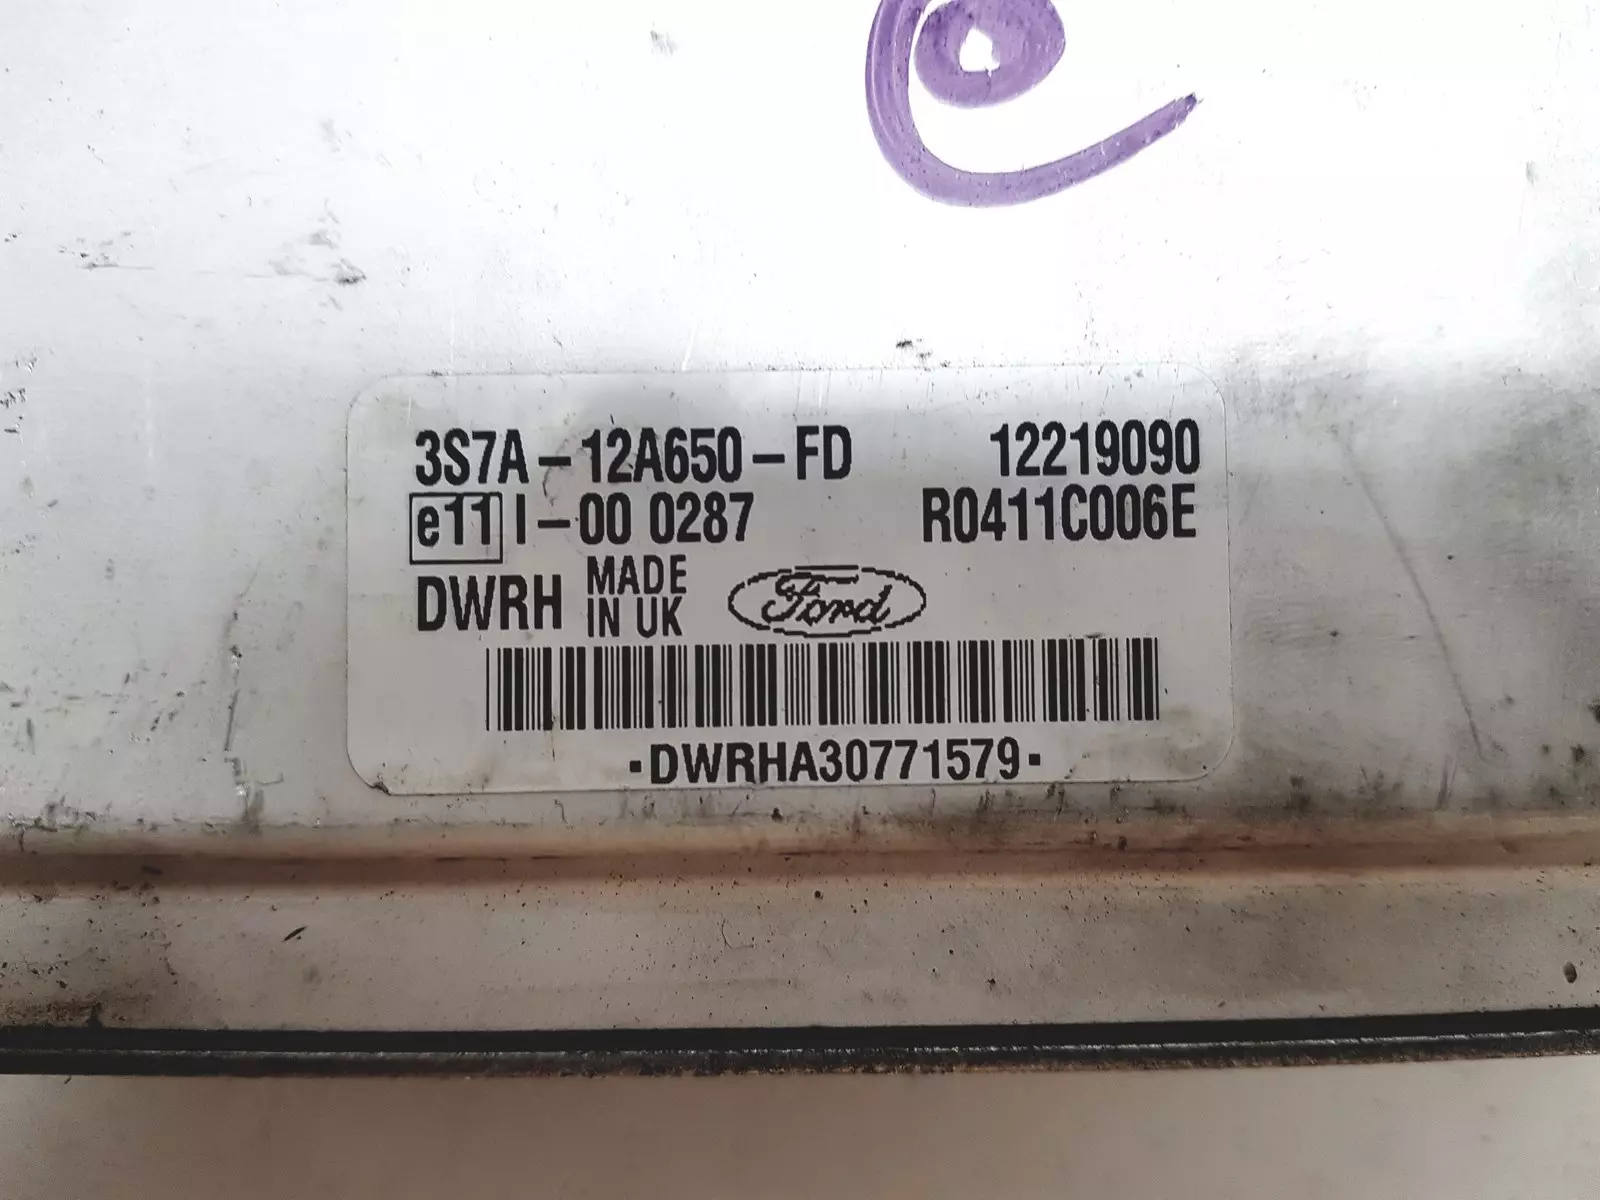 3S7A-12A650-FD 12219090
e11 I-00 0287 R0411C006E
DWRH MADE IN UK Ford
-DWRHA30771579-